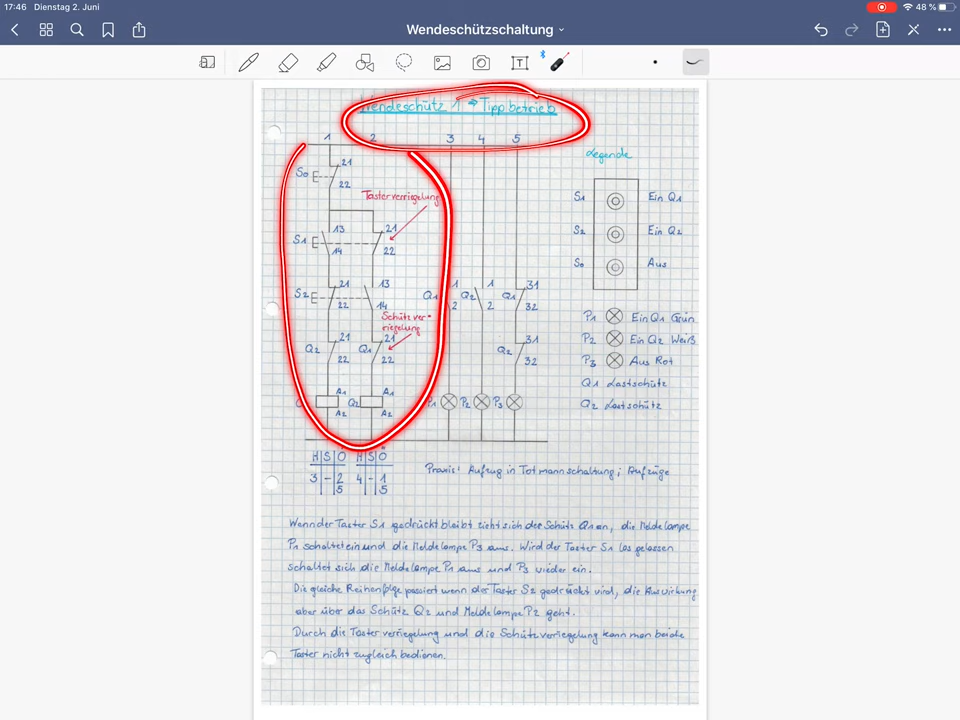 17:46 Dienstag 2. Juni
48 %
Wendeschützschaltung
Wendeschütz 1 → Tippbetrieb
1 2 3 4 5
Legende
S0 21
22
Tasterverriegelung
S1 Ein Q1
S2 Ein Q2
S0 Aus
S1 13 21
14 22
S2 21 13
22 14
Q1 1 Q2 1 Q1 31
2 2 32
Schützver-
riegelung
P1 Ein Q1 Grün
P2 Ein Q2 Weiß
P3 Aus Rot
Q1 Lastschütz
Q2 Lastschütz
Q2 21 Q1 21 Q2 31
22 22 32
A1 Q2 A1
A2 A2
P1 P2 P3
H S Ö H S Ö
3 - 2 4 - 1
5 5
Praxis: Aufzug in Totmannschaltung; Aufzüge
Wenn der Taster S1 gedrückt bleibt zieht sich der Schütz Q1 an, die Meldelampe
P1 schaltet ein und die Meldelampe P3 aus. Wird der Taster S1 los gelassen
schaltet sich die Meldelampe P1 aus und P3 wieder ein.
Die gleiche Reihenfolge passiert wenn der Taster S2 gedrückt wird, die Auswirkung
aber über das Schütz Q2 und Meldelampe P2 geht.
Durch die Tasterverriegelung und die Schützverriegelung kann man beide
Taster nicht zugleich bedienen.